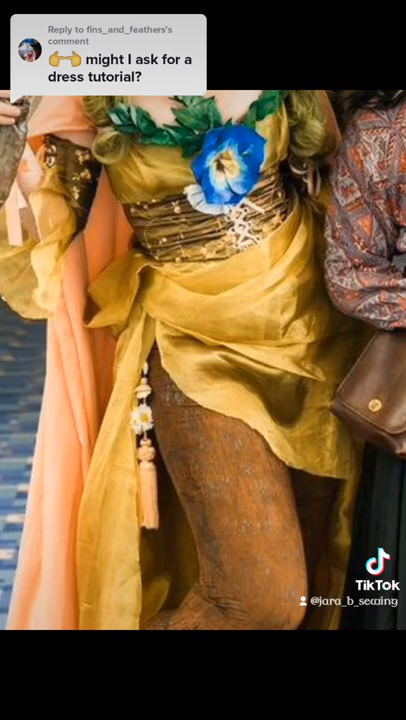 Reply to fins_and_feathers's
comment
👉👈 might I ask for a
dress tutorial?
TikTok
@jara_b_sewing